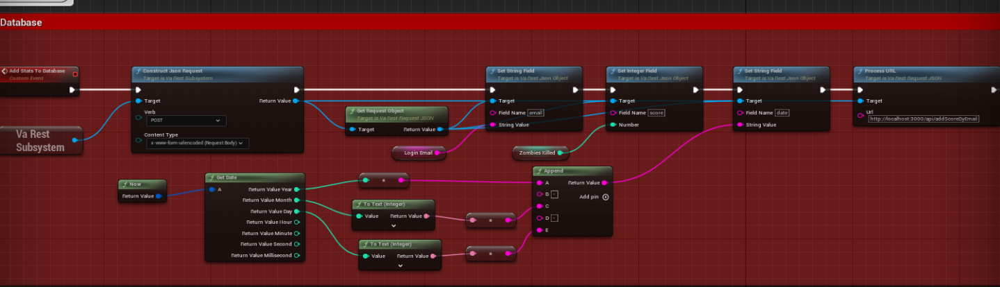 Database
Add Stats To Database
Custom Event
Va Rest
Subsystem
Construct Json Request
Target is Va Rest Subsystem
Target
Return Value
Verb
POST
Content Type
x-www-form-urlencoded (Request Body)
Get Request Object
Target is Va Rest Request JSON
Target
Return Value
Set String Field
Target is Va Rest Json Object
Target
Field Name
email
String Value
Login Email
Set Integer Field
Target is Va Rest Json Object
Target
Field Name
score
Number
Zombies Killed
Set String Field
Target is Va Rest Json Object
Target
Field Name
date
String Value
Process URL
Target is Va Rest Request JSON
Target
Url
http://localhost:3000/api/addScoreByEmail
Now
Return Value
Get Date
A
Return Value Year
Return Value Month
Return Value Day
Return Value Hour
Return Value Minute
Return Value Second
Return Value Millisecond
To Text (Integer)
Value
Return Value
To Text (Integer)
Value
Return Value
Append
A
Return Value
B
-
Add pin
C
D
-
E